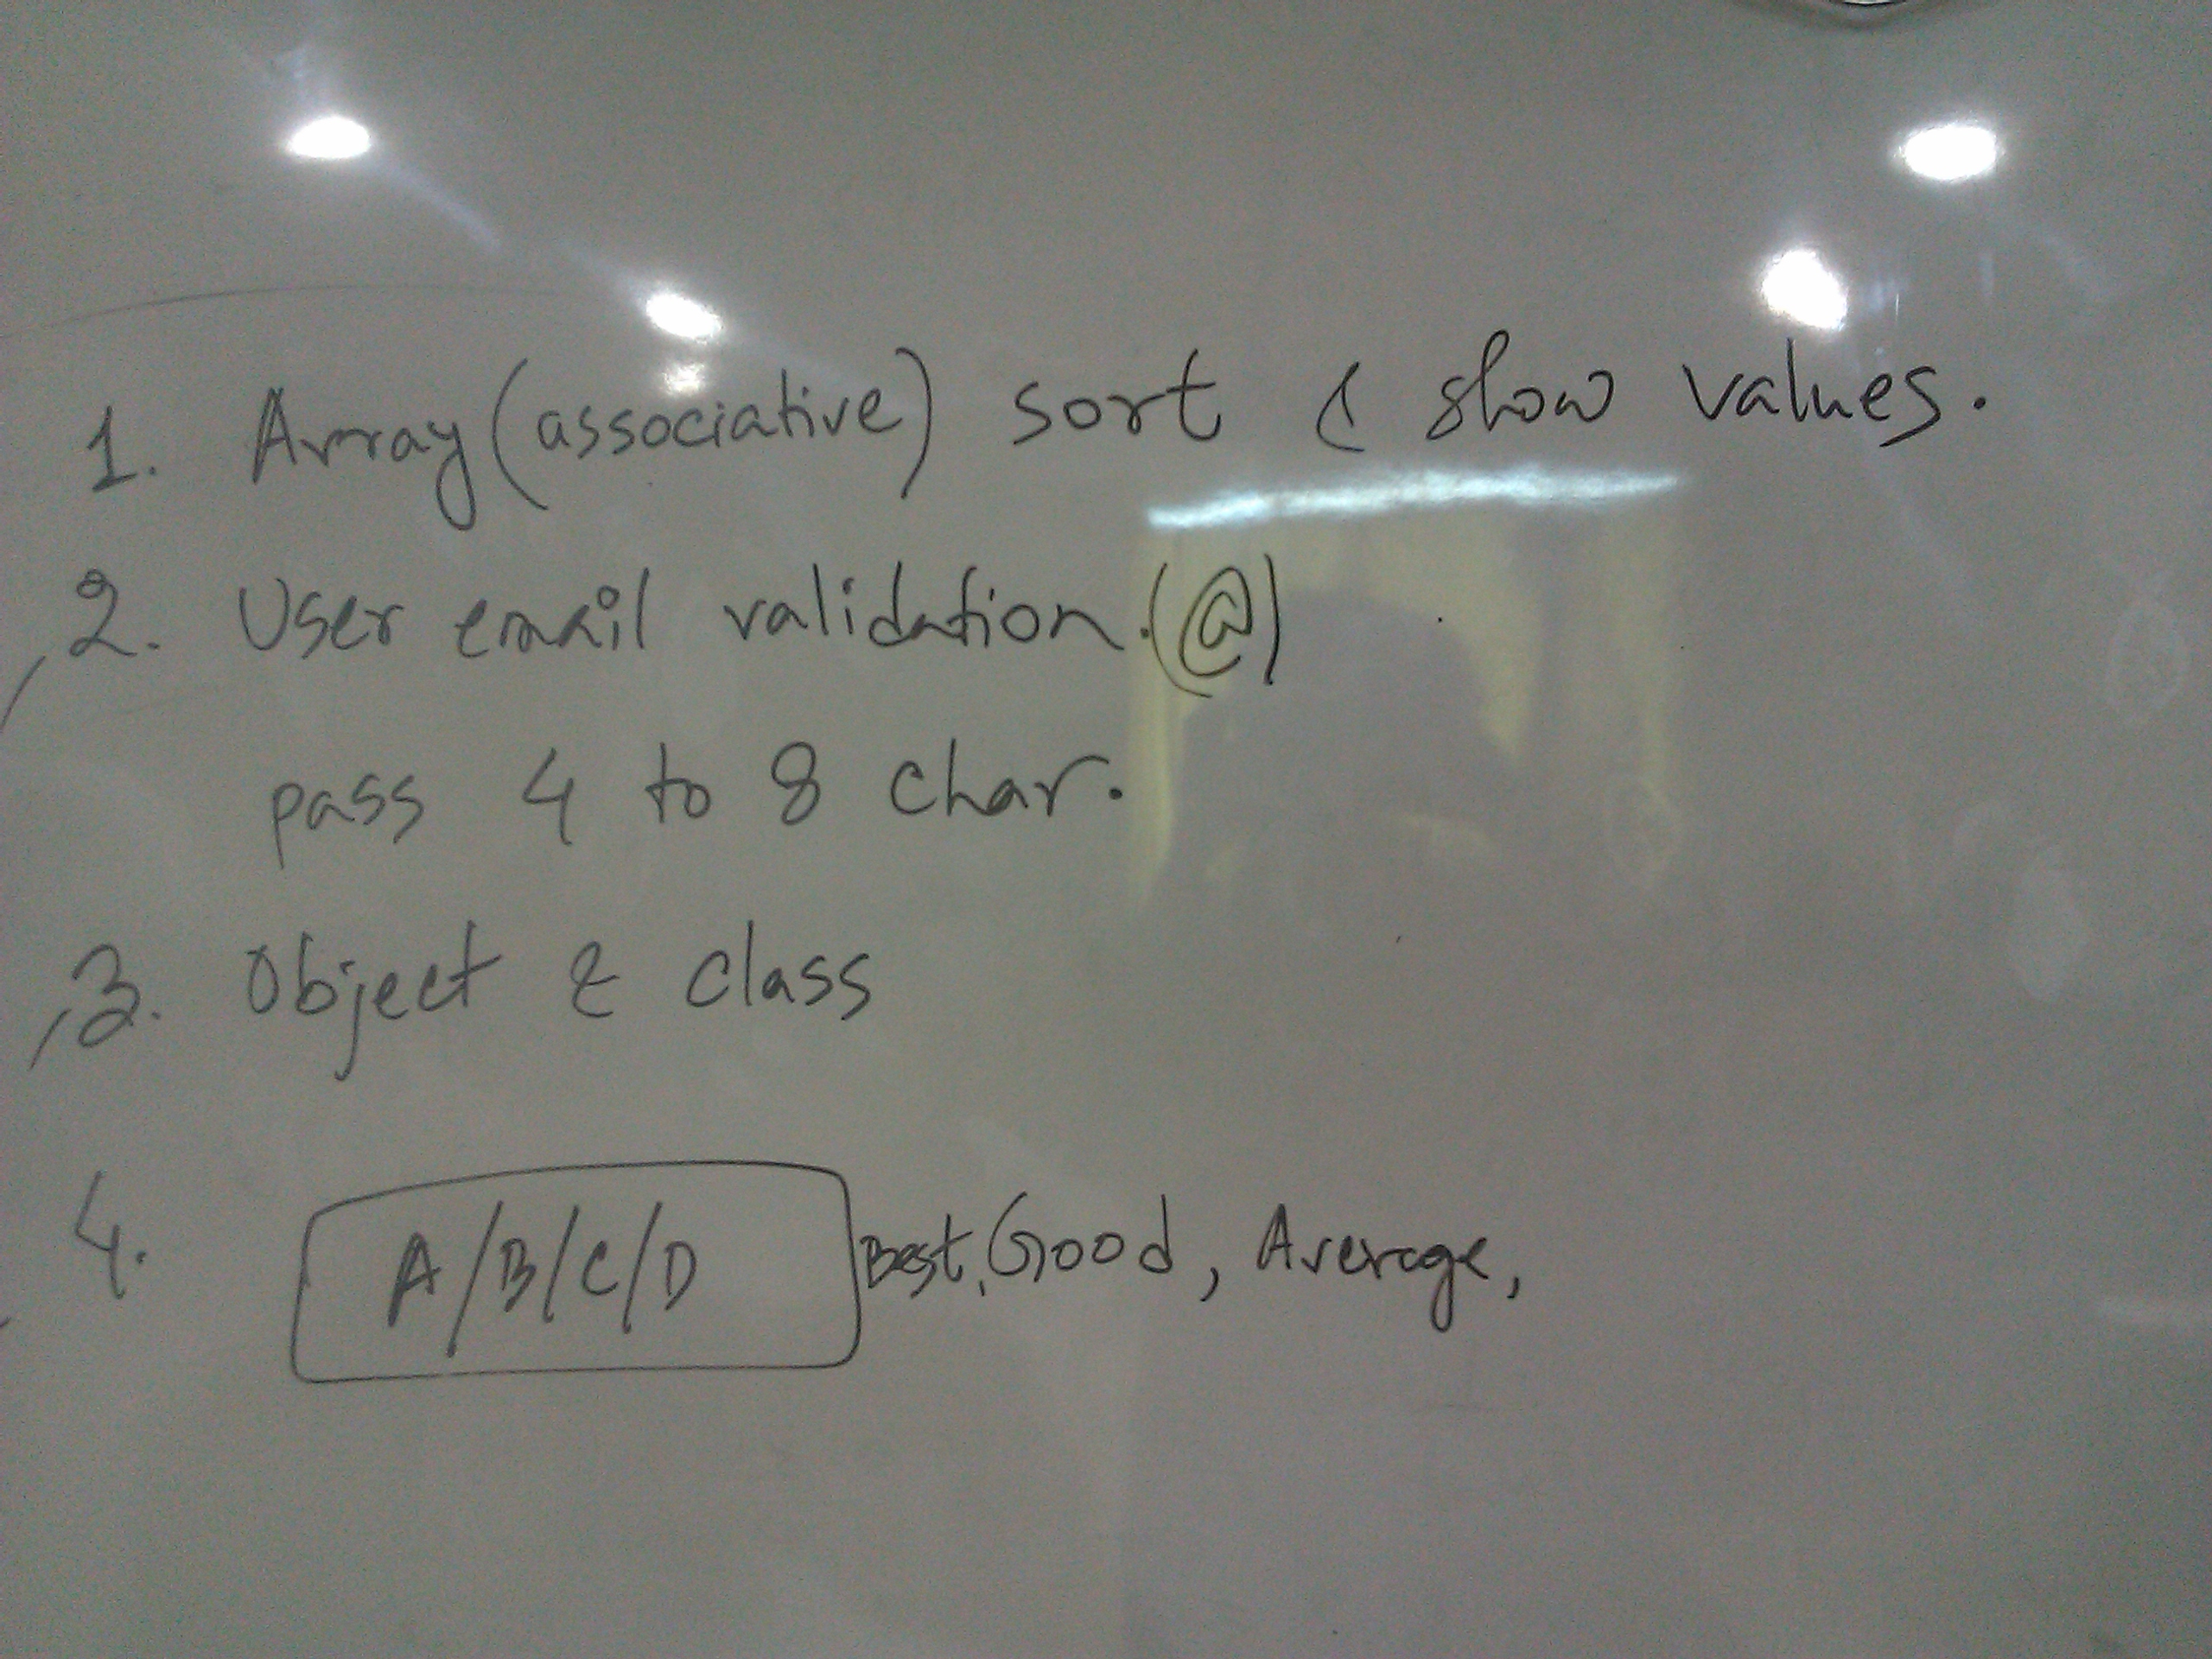 1. Array (associative) sort & show values.
2. User email validation. (@)
pass 4 to 8 char.
3. Object & class
4. A/B/C/D Best, Good, Average,